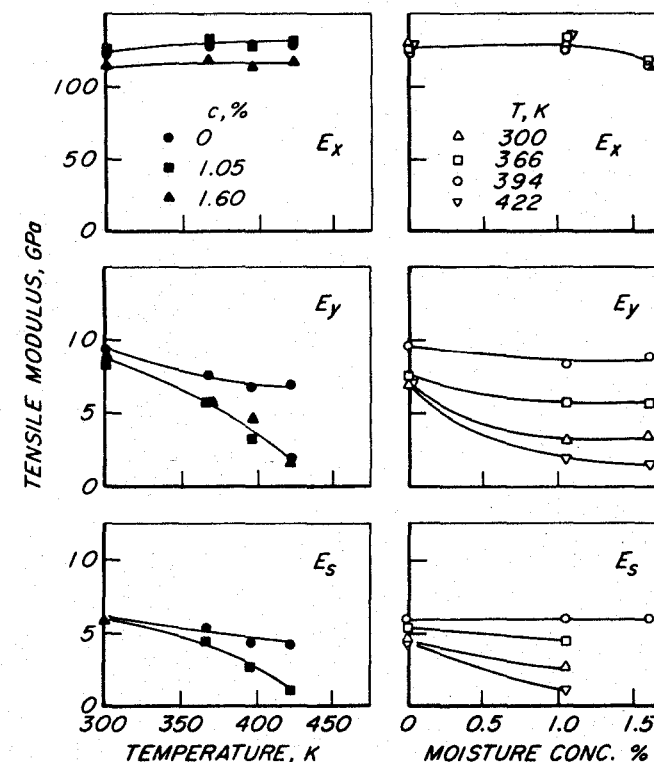 TENSILE MODULUS, GPa
100
50
0
c, %
0
1.05
1.60
Ex
T, K
300
366
394
422
Ex
10
5
0
Ey
Ey
10
5
0
Es
Es
300
350
400
450
TEMPERATURE, K
0
0.5
1.0
1.5
MOISTURE CONC. %